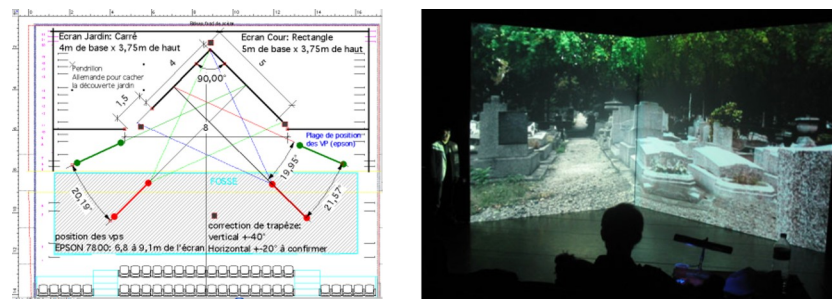 Ecran Jardin: Carré
4m de base x 3,75m de haut
Ecran Cour: Rectangle
5m de base x 3,75m de haut
Pendrillon
Allemande pour cacher
la découverte jardin
4
5
1,5
90,00°
8
Plage de position
des VP (epson)
19,95°
20,19°
21,57°
FOSSE
position des vps
EPSON 7800: 6,8 à 9,1m de l'écran
correction de trapèze:
vertical +-40°
Horizontal +-20° à confirmer